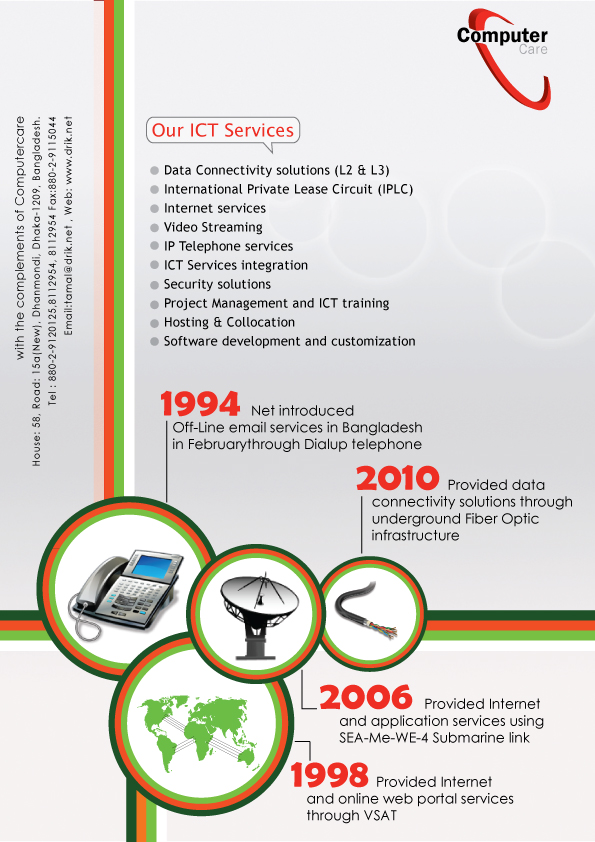 Computer
Care
with the complements of Computercare
House: 58, Road: 15a(New), Dhanmondi, Dhaka-1209, Bangladesh.
Tel : 880-2-9120125,8112954, 8112954 Fax:880-2-9115044
Email:tamal@drik.net , Web: www.drik.net
Our ICT Services
Data Connectivity solutions (L2 & L3)
International Private Lease Circuit (IPLC)
Internet services
Video Streaming
IP Telephone services
ICT Services integration
Security solutions
Project Management and ICT training
Hosting & Collocation
Software development and customization
1994 Net introduced
Off-Line email services in Bangladesh
in Februarythrough Dialup telephone
2010 Provided data
connectivity solutions through
underground Fiber Optic
infrastructure
2006 Provided Internet
and application services using
SEA-Me-WE-4 Submarine link
1998 Provided Internet
and online web portal services
through VSAT